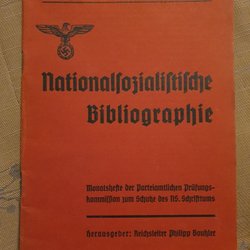 Nationalsozialistische
Bibliographie
Monatshefte der Parteiamtlichen Prüfungs-
kommission zum Schutze des NS. Schrifttums
Herausgeber: Reichsleiter Philipp Bouhler